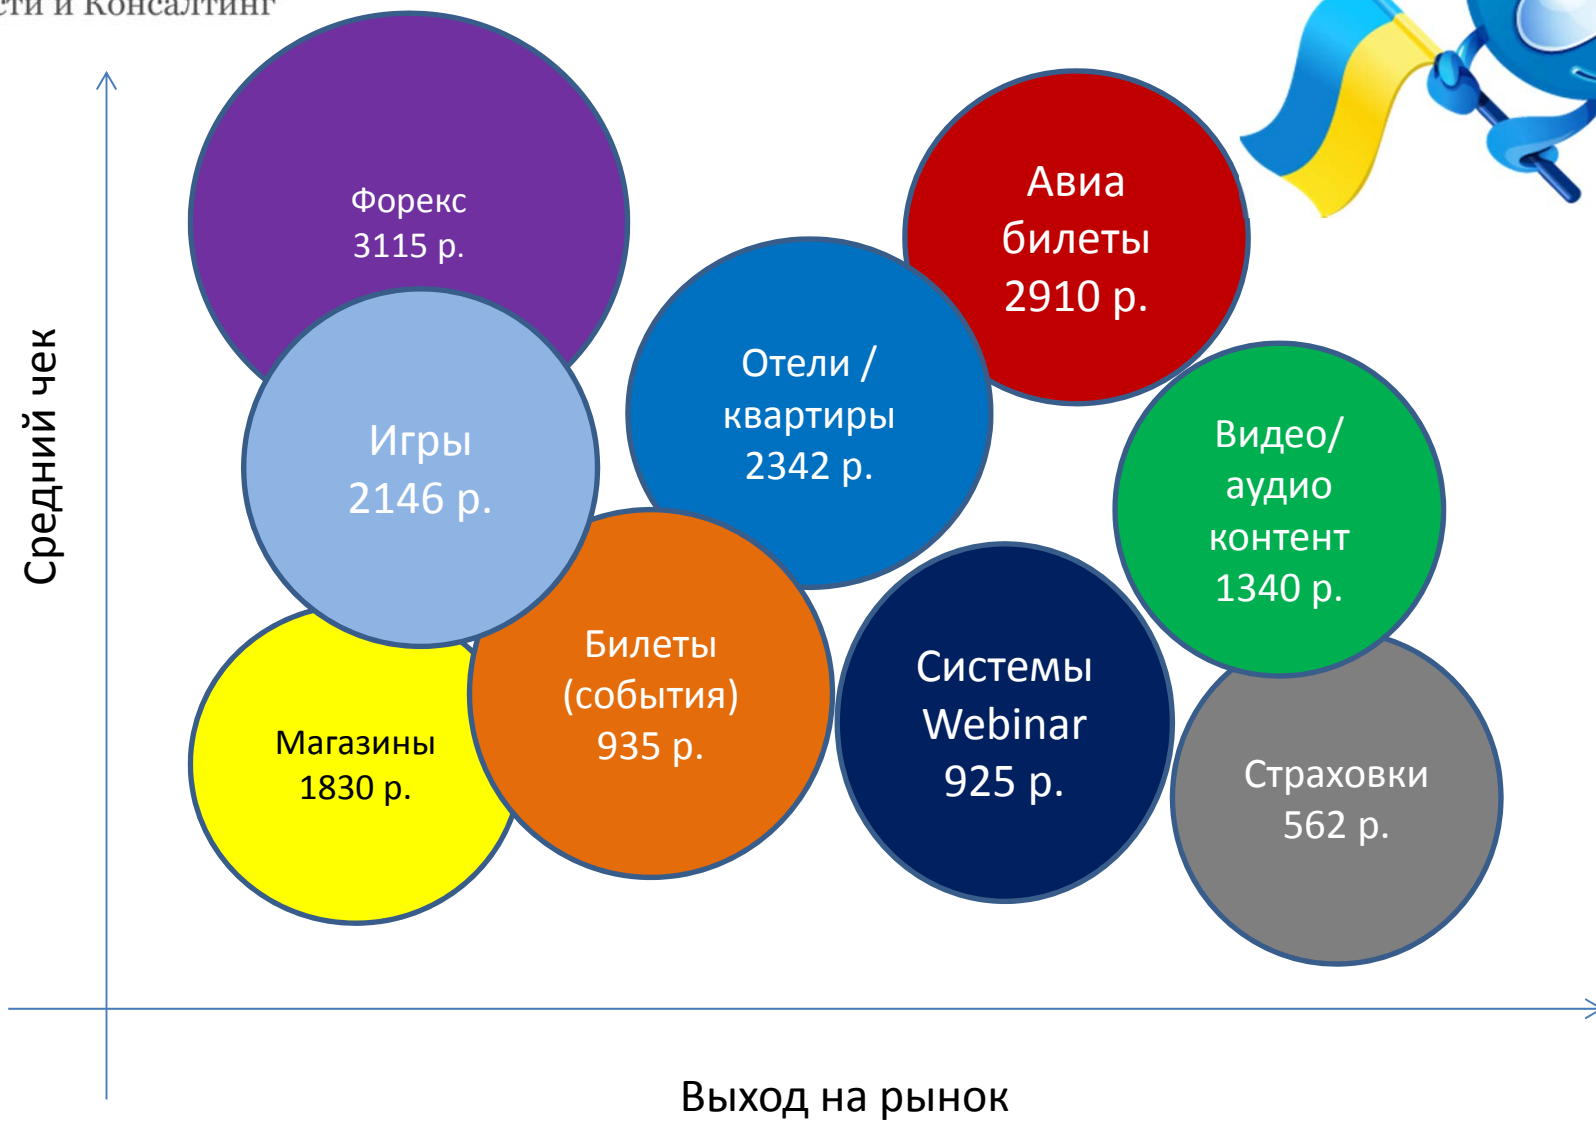 и Консалтинг
Форекс
3115 р.
Авиа
билеты
2910 р.
Отели /
квартиры
2342 р.
Игры
2146 р.
Видео/
аудио
контент
1340 р.
Билеты
(события)
935 р.
Системы
Webinar
925 р.
Магазины
1830 р.
Страховки
562 р.
Средний чек
Выход на рынок